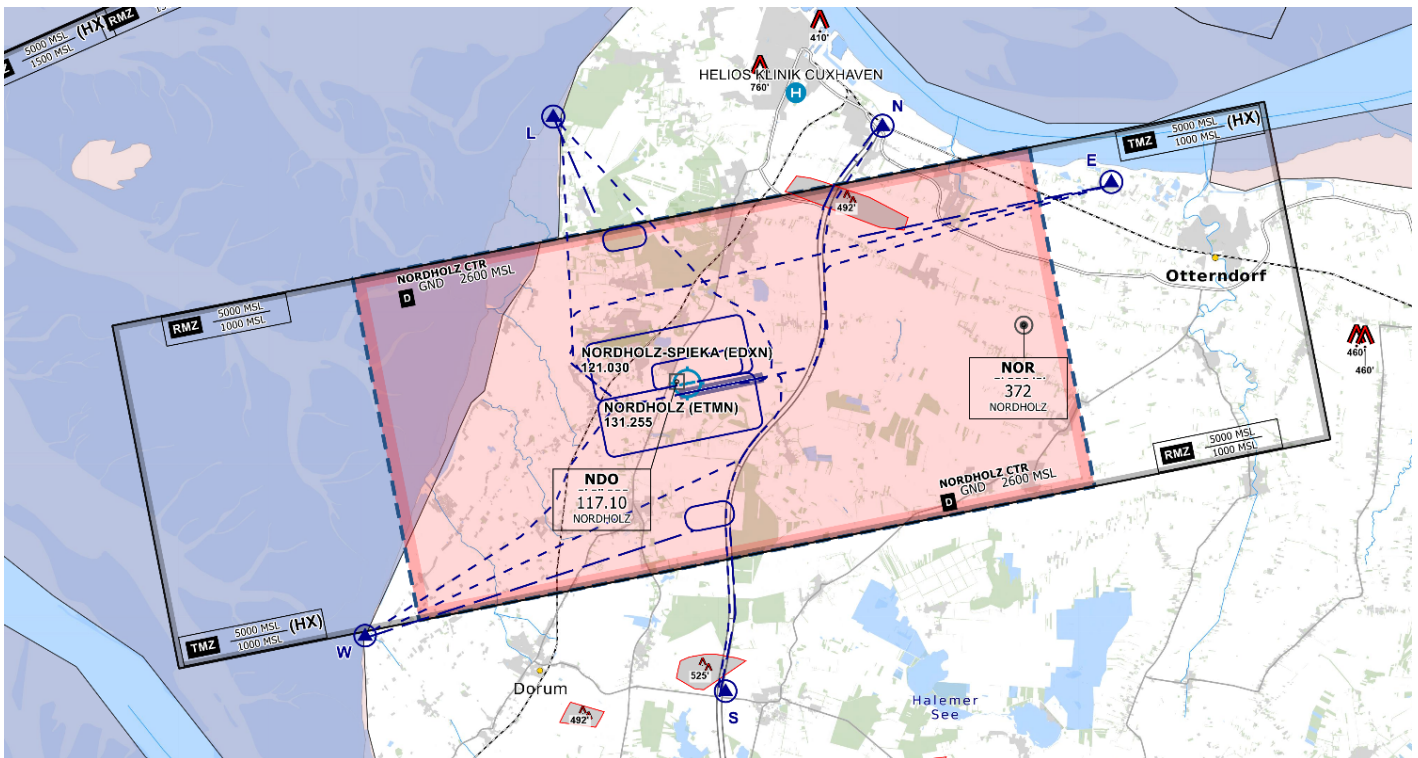 5000 MSL
1500 MSL
(HX)
RMZ
410'
760'
HELIOS KLINIK CUXHAVEN
H
L
N
E
TMZ
5000 MSL
1000 MSL
(HX)
492'
NORDHOLZ CTR
D
GND 2600 MSL
Otterndorf
RMZ
5000 MSL
1000 MSL
NORDHOLZ-SPIEKA (EDXN)
121.030
NORDHOLZ (ETMN)
131.255
NOR
372
NORDHOLZ
460'
460'
RMZ
5000 MSL
1000 MSL
NORDHOLZ CTR
D
GND 2600 MSL
NDO
117.10
NORDHOLZ
TMZ
5000 MSL
1000 MSL
(HX)
W
525'
Dorum
S
492'
Halemer
See